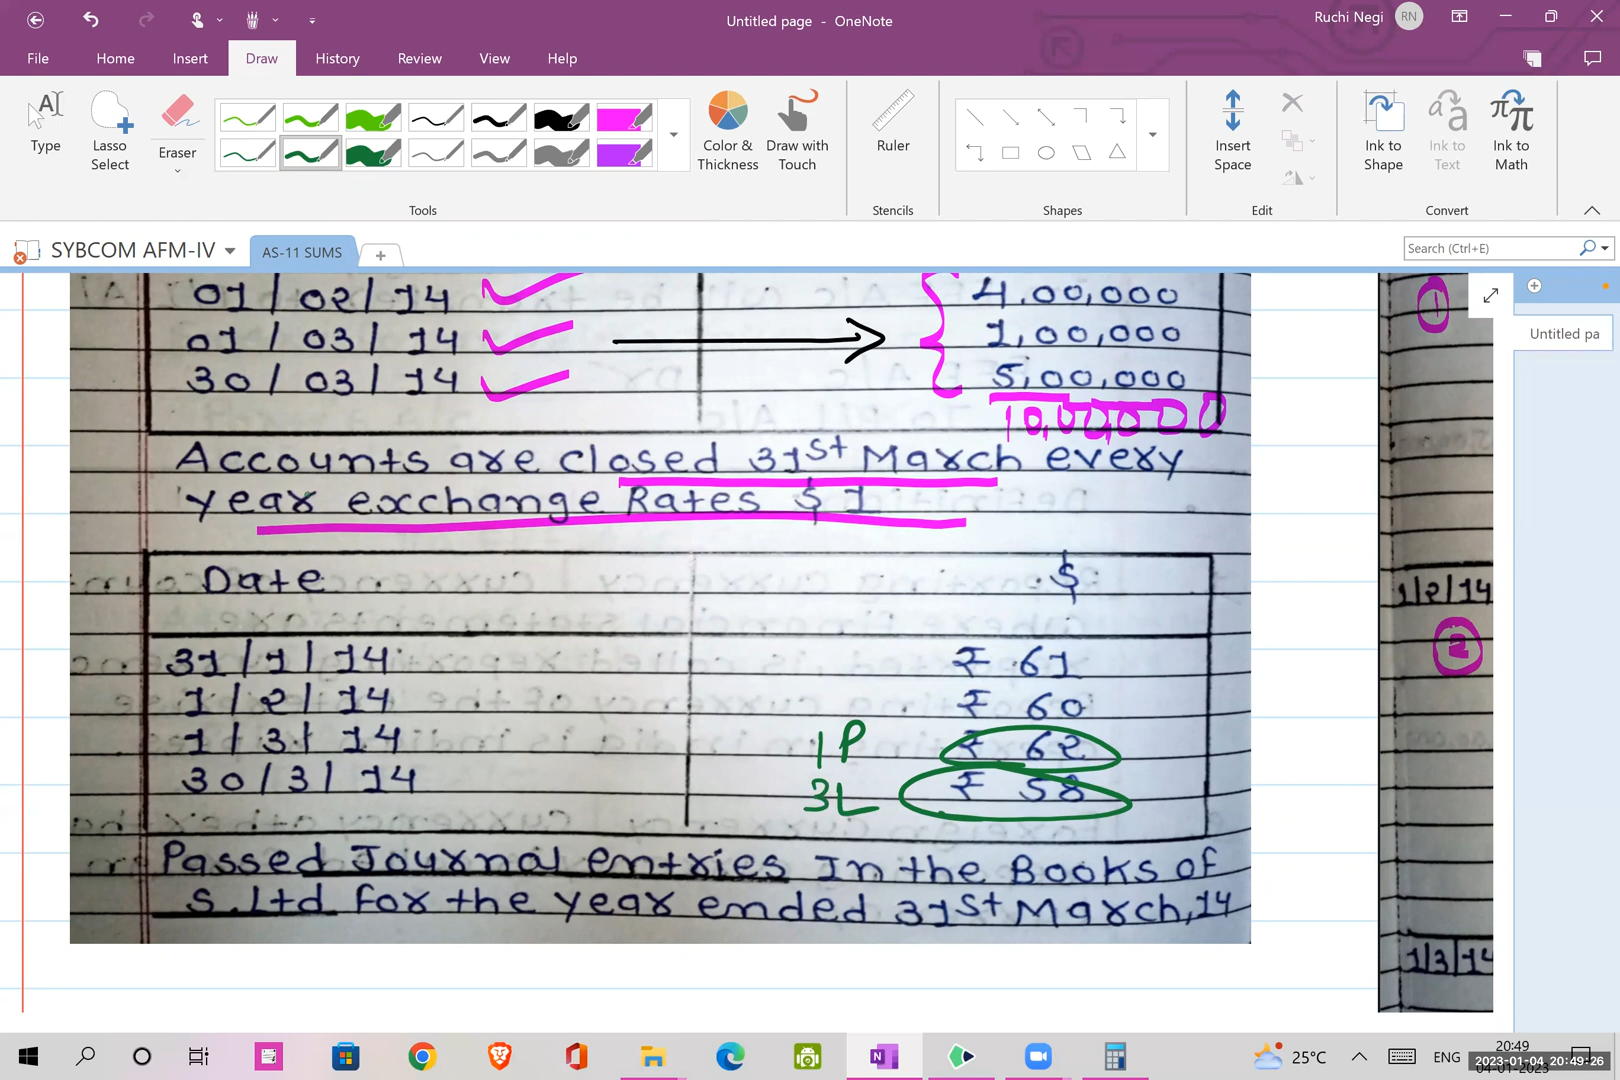 Untitled page - OneNote
Ruchi Negi RN
File Home Insert Draw History Review View Help
Type
Lasso Select
Eraser
Color & Thickness
Draw with Touch
Ruler
Insert Space
Ink to Shape
Ink to Text
Ink to Math
Tools Stencils Shapes Edit Convert
SYBCOM AFM-IV
AS-11 SUMS
Search (Ctrl+E)
Untitled pa
01/02/14 4,00,000
01/03/14 1,00,000
30/03/14 5,00,000
10,00,000
Accounts are closed 31st March every
year exchange Rates $ 1
Date $
31/1/14 ₹ 61
1/2/14 ₹ 60
1/3/14 1P ₹ 62
30/3/14 3L ₹ 58
Passed Journal entries In the Books of
S.Ltd for the year ended 31st March,14
1
1/2/14
2
1/3/14
25°C
ENG
20:49
04-01-2023
2023-01-04 20:49:26